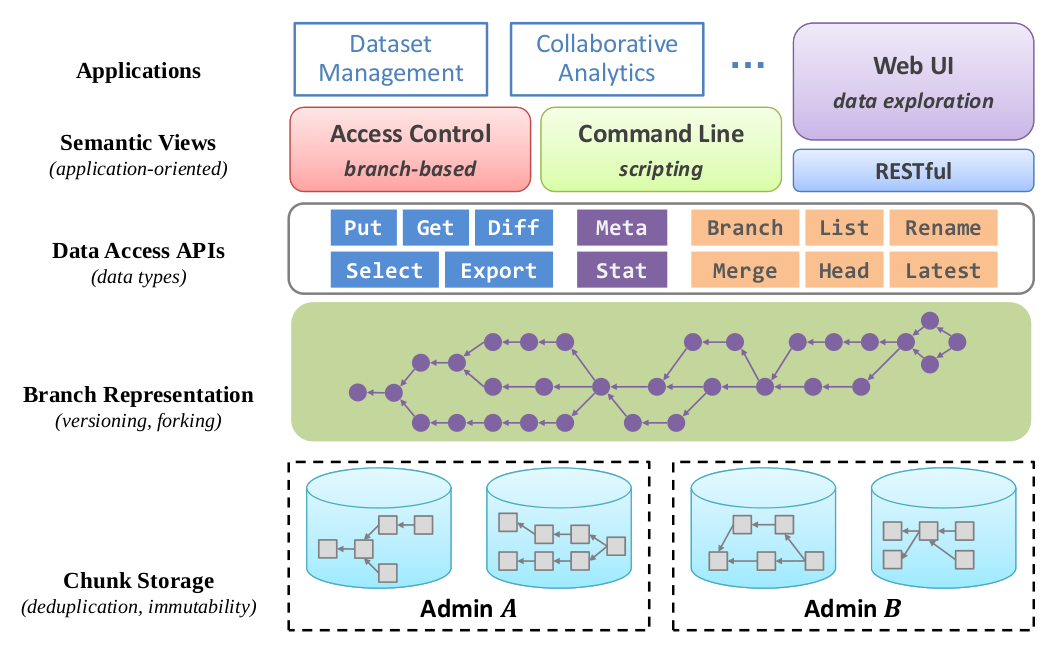 Applications
Dataset
Management
Collaborative
Analytics
...
Web UI
data exploration
Semantic Views
(application-oriented)
Access Control
branch-based
Command Line
scripting
RESTful
Data Access APIs
(data types)
Put Get Diff Meta Branch List Rename
Select Export Stat Merge Head Latest
Branch Representation
(versioning, forking)
Chunk Storage
(deduplication, immutability)
Admin A
Admin B